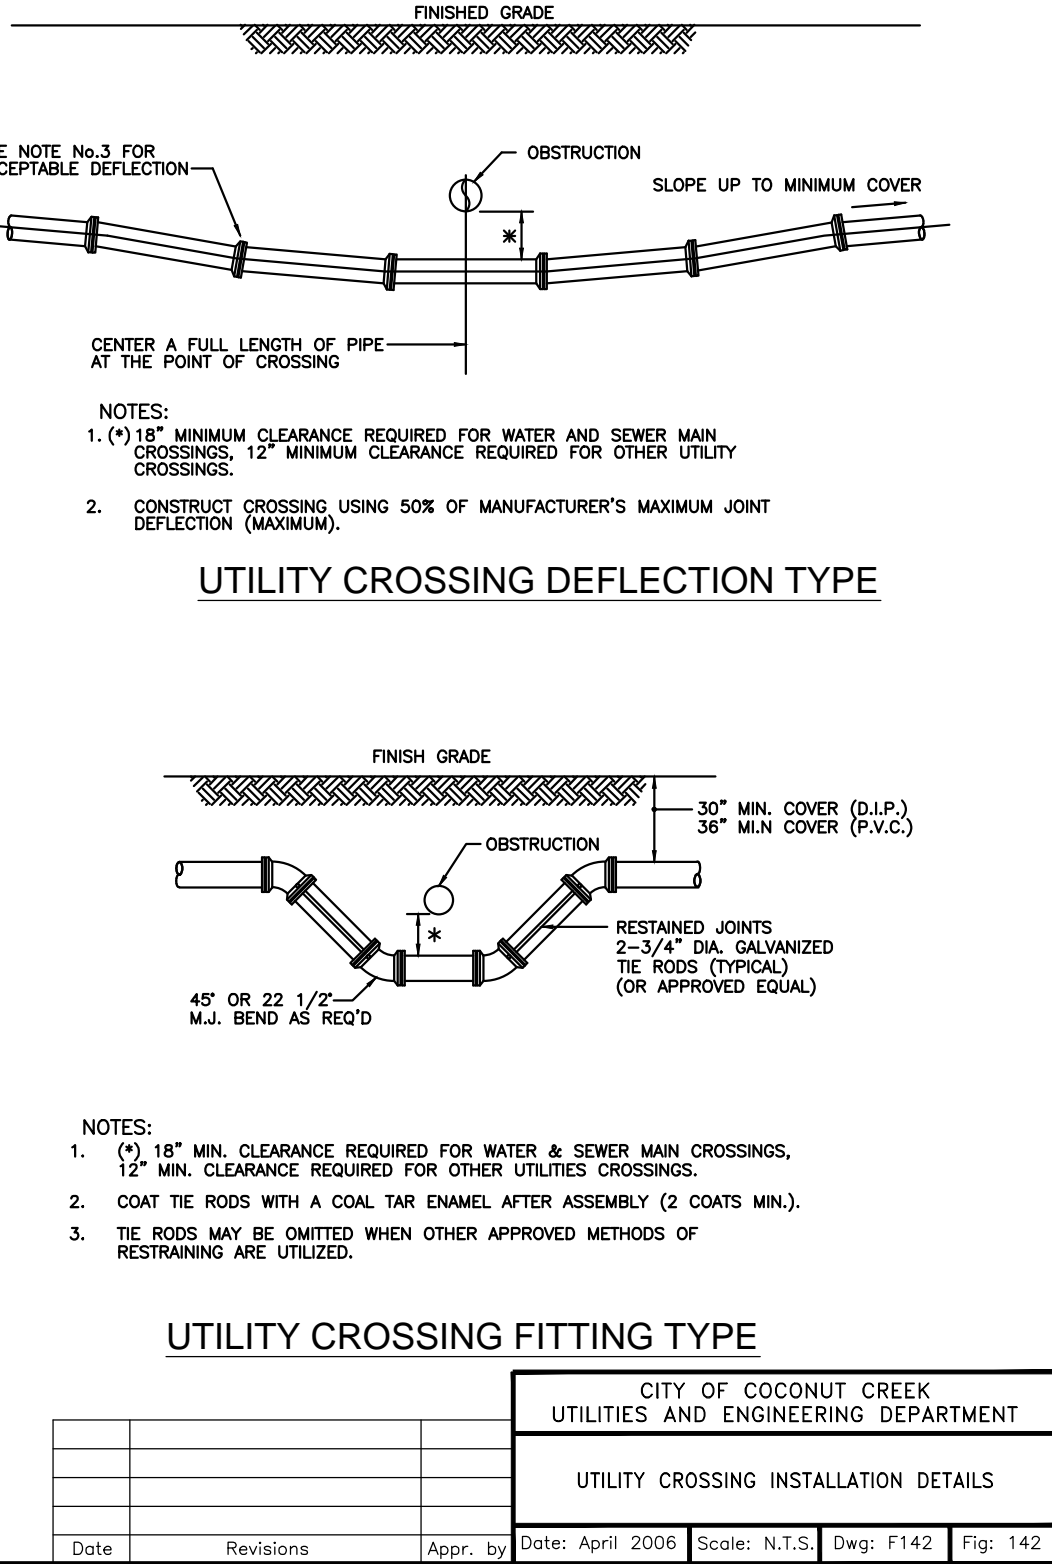 FINISHED GRADE
E NOTE No.3 FOR
CEPTABLE DEFLECTION
OBSTRUCTION
SLOPE UP TO MINIMUM COVER
*
CENTER A FULL LENGTH OF PIPE
AT THE POINT OF CROSSING
NOTES:
1. (*) 18" MINIMUM CLEARANCE REQUIRED FOR WATER AND SEWER MAIN
CROSSINGS, 12" MINIMUM CLEARANCE REQUIRED FOR OTHER UTILITY
CROSSINGS.
2. CONSTRUCT CROSSING USING 50% OF MANUFACTURER'S MAXIMUM JOINT
DEFLECTION (MAXIMUM).
UTILITY CROSSING DEFLECTION TYPE
FINISH GRADE
30" MIN. COVER (D.I.P.)
36" MI.N COVER (P.V.C.)
OBSTRUCTION
*
RESTAINED JOINTS
2-3/4" DIA. GALVANIZED
TIE RODS (TYPICAL)
(OR APPROVED EQUAL)
45° OR 22 1/2°
M.J. BEND AS REQ'D
NOTES:
1. (*) 18" MIN. CLEARANCE REQUIRED FOR WATER & SEWER MAIN CROSSINGS,
12" MIN. CLEARANCE REQUIRED FOR OTHER UTILITIES CROSSINGS.
2. COAT TIE RODS WITH A COAL TAR ENAMEL AFTER ASSEMBLY (2 COATS MIN.).
3. TIE RODS MAY BE OMITTED WHEN OTHER APPROVED METHODS OF
RESTRAINING ARE UTILIZED.
UTILITY CROSSING FITTING TYPE
CITY OF COCONUT CREEK
UTILITIES AND ENGINEERING DEPARTMENT
UTILITY CROSSING INSTALLATION DETAILS
Date Revisions Appr. by
Date: April 2006 Scale: N.T.S. Dwg: F142 Fig: 142